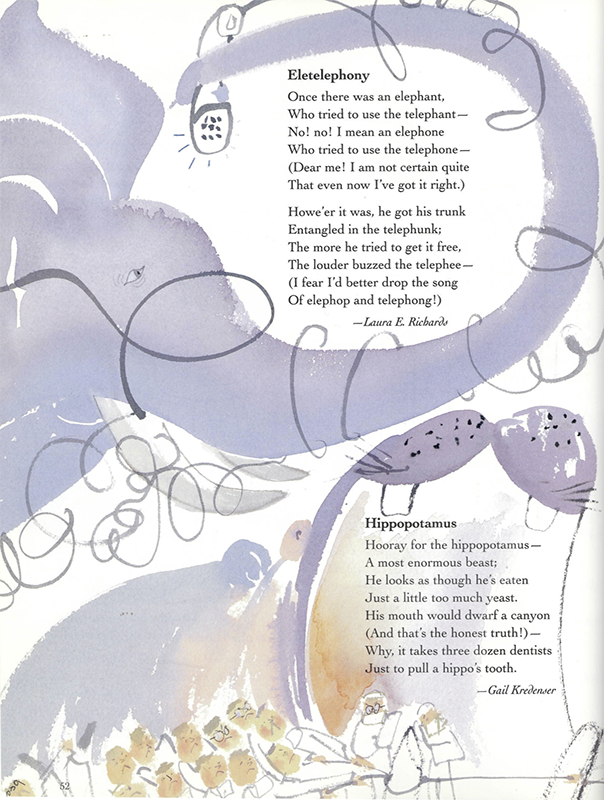 Eletelephony
Once there was an elephant,
Who tried to use the telephant—
No! no! I mean an elephone
Who tried to use the telephone—
(Dear me! I am not certain quite
That even now I've got it right.)
Howe'er it was, he got his trunk
Entangled in the telephunk;
The more he tried to get it free,
The louder buzzed the telephee—
(I fear I'd better drop the song
Of elephop and telephong!)
—Laura E. Richards
Hippopotamus
Hooray for the hippopotamus—
A most enormous beast;
He looks as though he's eaten
Just a little too much yeast.
His mouth would dwarf a canyon
(And that's the honest truth!)—
Why, it takes three dozen dentists
Just to pull a hippo's tooth.
—Gail Kredenser
52